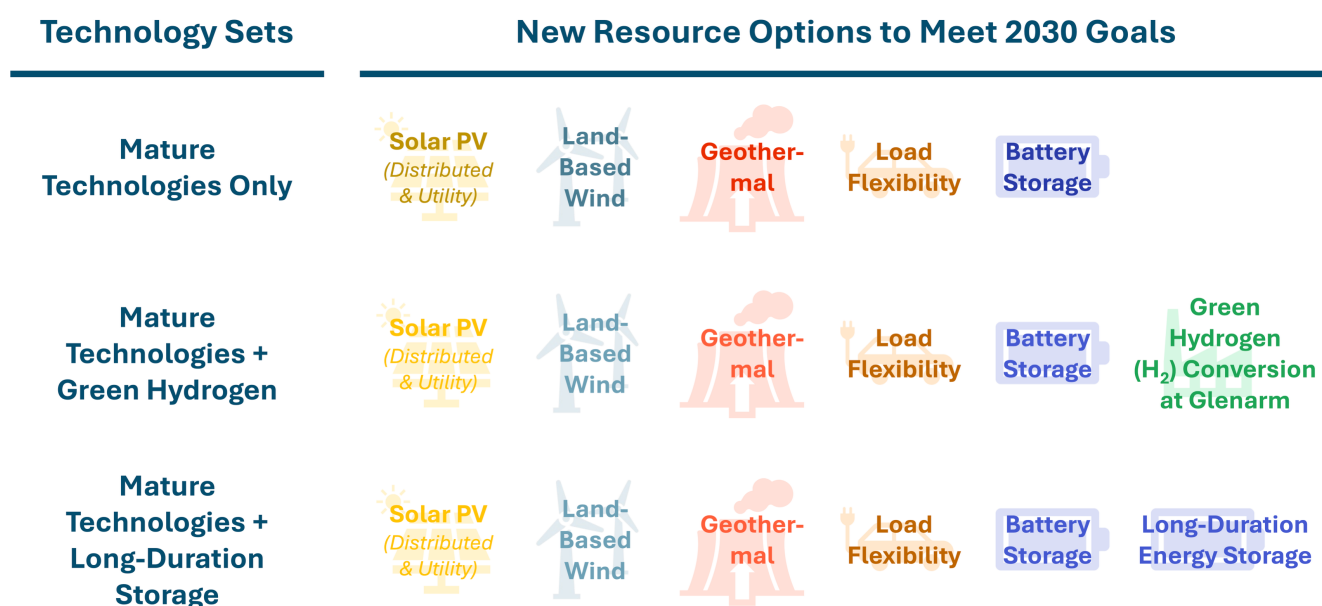 Technology Sets
New Resource Options to Meet 2030 Goals
Mature
Technologies Only
Solar PV
(Distributed
& Utility)
Land-
Based
Wind
Geother-
mal
Load
Flexibility
Battery
Storage
Mature
Technologies +
Green Hydrogen
Solar PV
(Distributed
& Utility)
Land-
Based
Wind
Geother-
mal
Load
Flexibility
Battery
Storage
Green
Hydrogen
(H₂) Conversion
at Glenarm
Mature
Technologies +
Long-Duration
Storage
Solar PV
(Distributed
& Utility)
Land-
Based
Wind
Geother-
mal
Load
Flexibility
Battery
Storage
Long-Duration
Energy Storage